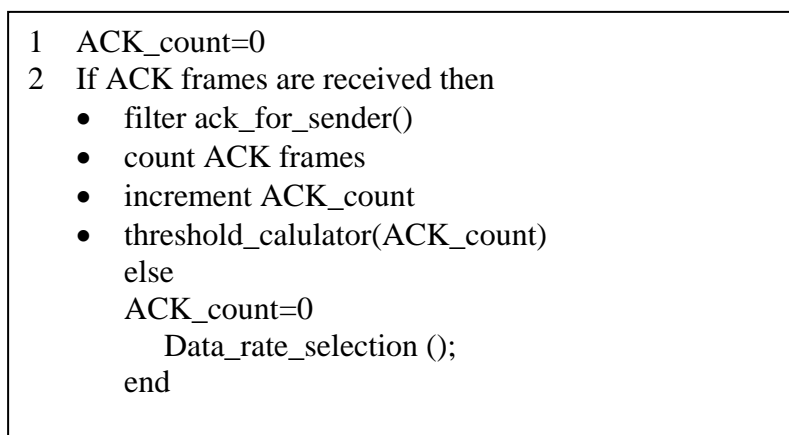 1 ACK_count=0
2 If ACK frames are received then
• filter ack_for_sender()
• count ACK frames
• increment ACK_count
• threshold_calulator(ACK_count)
else
ACK_count=0
Data_rate_selection ();
end